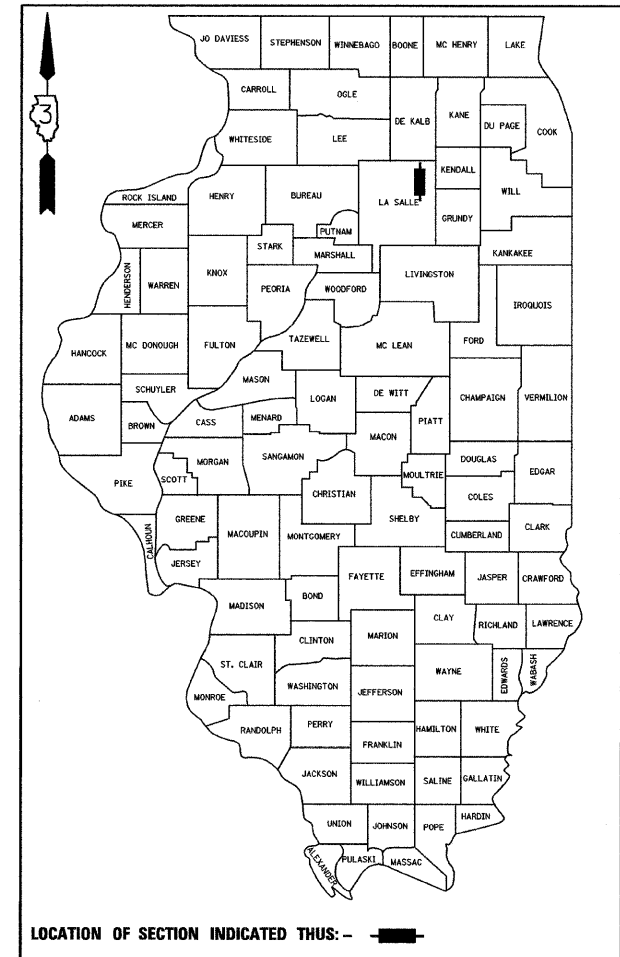 JO DAVIESS STEPHENSON WINNEBAGO BOONE MC HENRY LAKE
CARROLL OGLE DE KALB KANE DU PAGE COOK
3
WHITESIDE LEE
ROCK ISLAND HENRY BUREAU LA SALLE KENDALL WILL
MERCER PUTNAM GRUNDY
HENDERSON WARREN KNOX STARK MARSHALL LIVINGSTON KANKAKEE
PEORIA WOODFORD IROQUOIS
HANCOCK MC DONOUGH FULTON TAZEWELL MC LEAN FORD
SCHUYLER MASON LOGAN DE WITT CHAMPAIGN VERMILION
ADAMS BROWN CASS MENARD MACON PIATT
PIKE SCOTT MORGAN SANGAMON CHRISTIAN MOULTRIE DOUGLAS EDGAR
COLES
CALHOUN GREENE MACOUPIN MONTGOMERY SHELBY CUMBERLAND CLARK
JERSEY FAYETTE EFFINGHAM JASPER CRAWFORD
MADISON BOND CLAY RICHLAND LAWRENCE
CLINTON MARION
ST. CLAIR WAYNE EDWARDS WABASH
MONROE WASHINGTON JEFFERSON
RANDOLPH PERRY HAMILTON WHITE
FRANKLIN
JACKSON WILLIAMSON SALINE GALLATIN
UNION JOHNSON POPE HARDIN
ALEXANDER PULASKI MASSAC
LOCATION OF SECTION INDICATED THUS: -